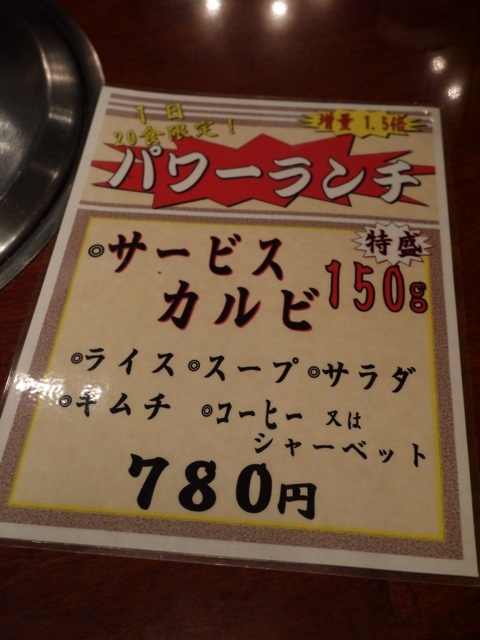 1日
20食限定！
増量 1.5倍
パワーランチ
◎サービス
カルビ
特盛
150g
◎ライス◎スープ◎サラダ
◎キムチ ◎コーヒー 又は
シャーベット
780円